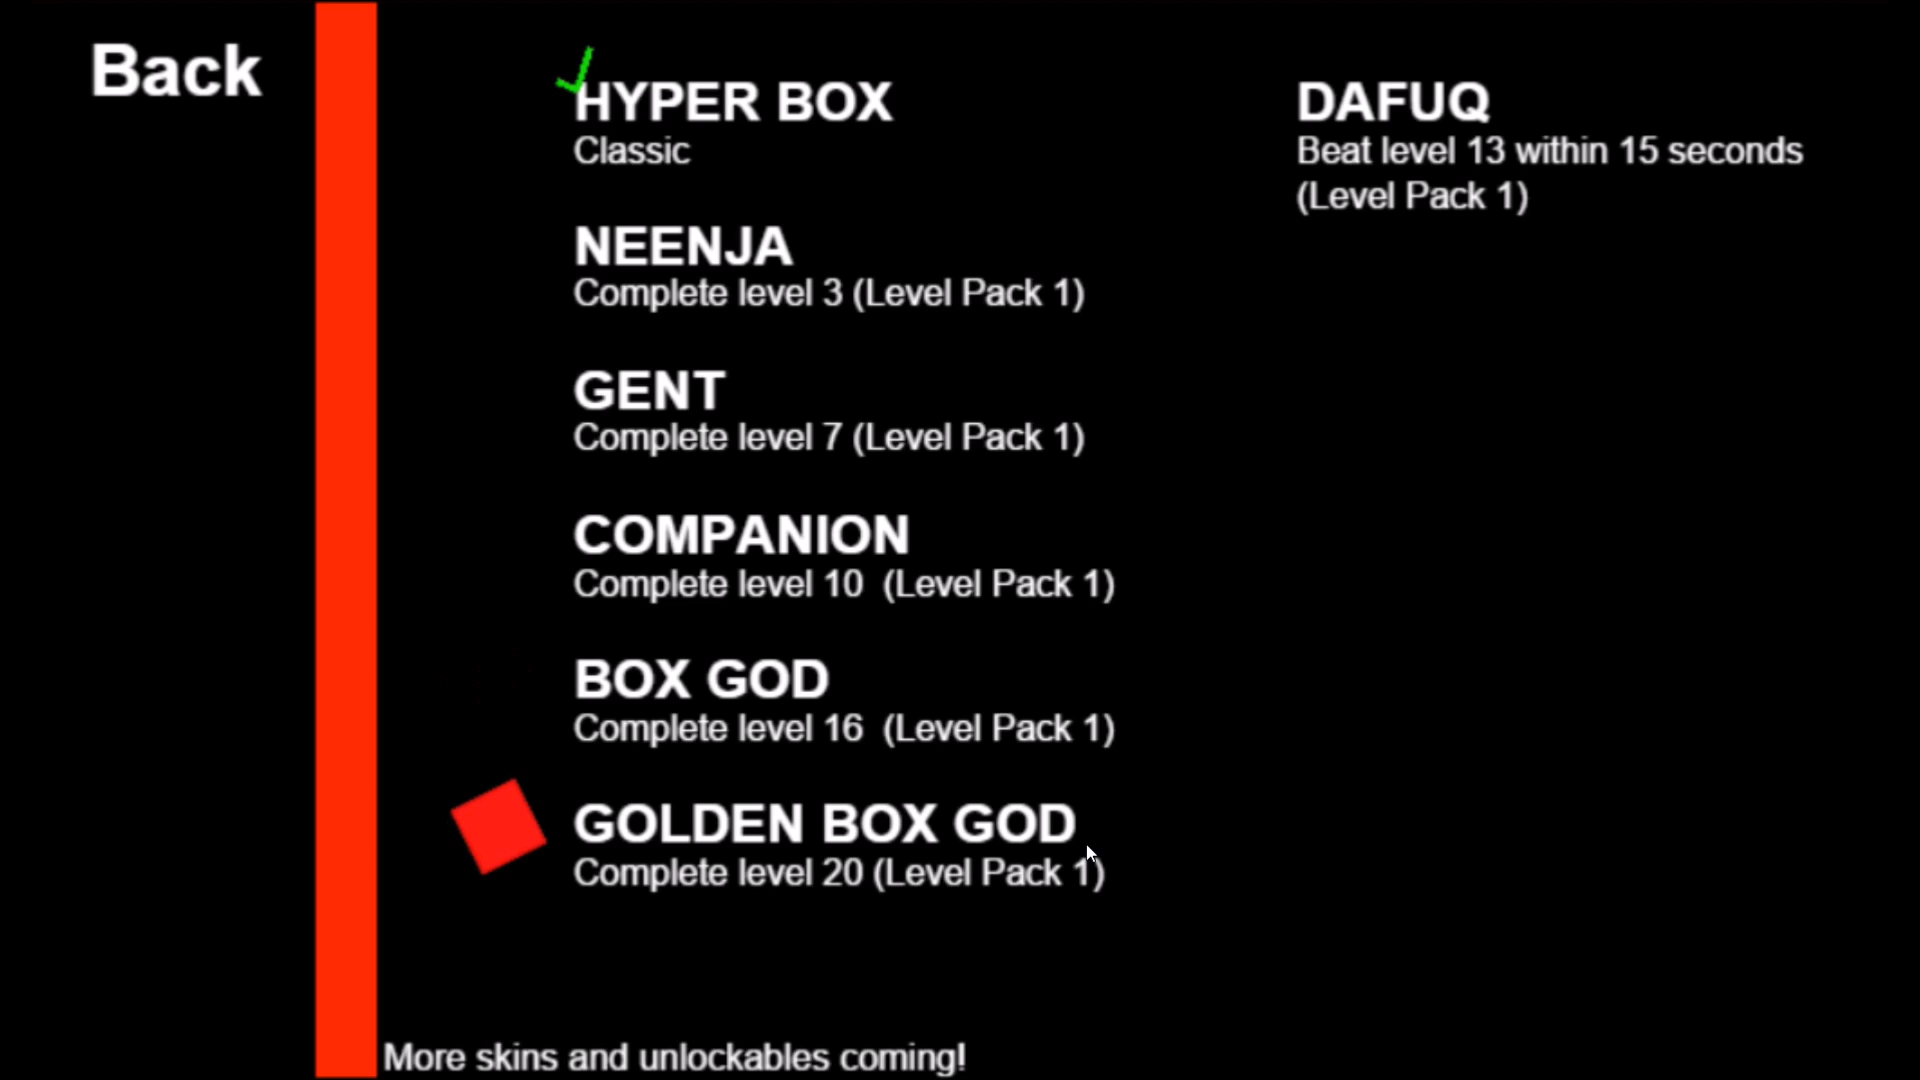 Back
HYPER BOX
Classic
NEENJA
Complete level 3 (Level Pack 1)
GENT
Complete level 7 (Level Pack 1)
COMPANION
Complete level 10  (Level Pack 1)
BOX GOD
Complete level 16  (Level Pack 1)
GOLDEN BOX GOD
Complete level 20 (Level Pack 1)
DAFUQ
Beat level 13 within 15 seconds
(Level Pack 1)
More skins and unlockables coming!